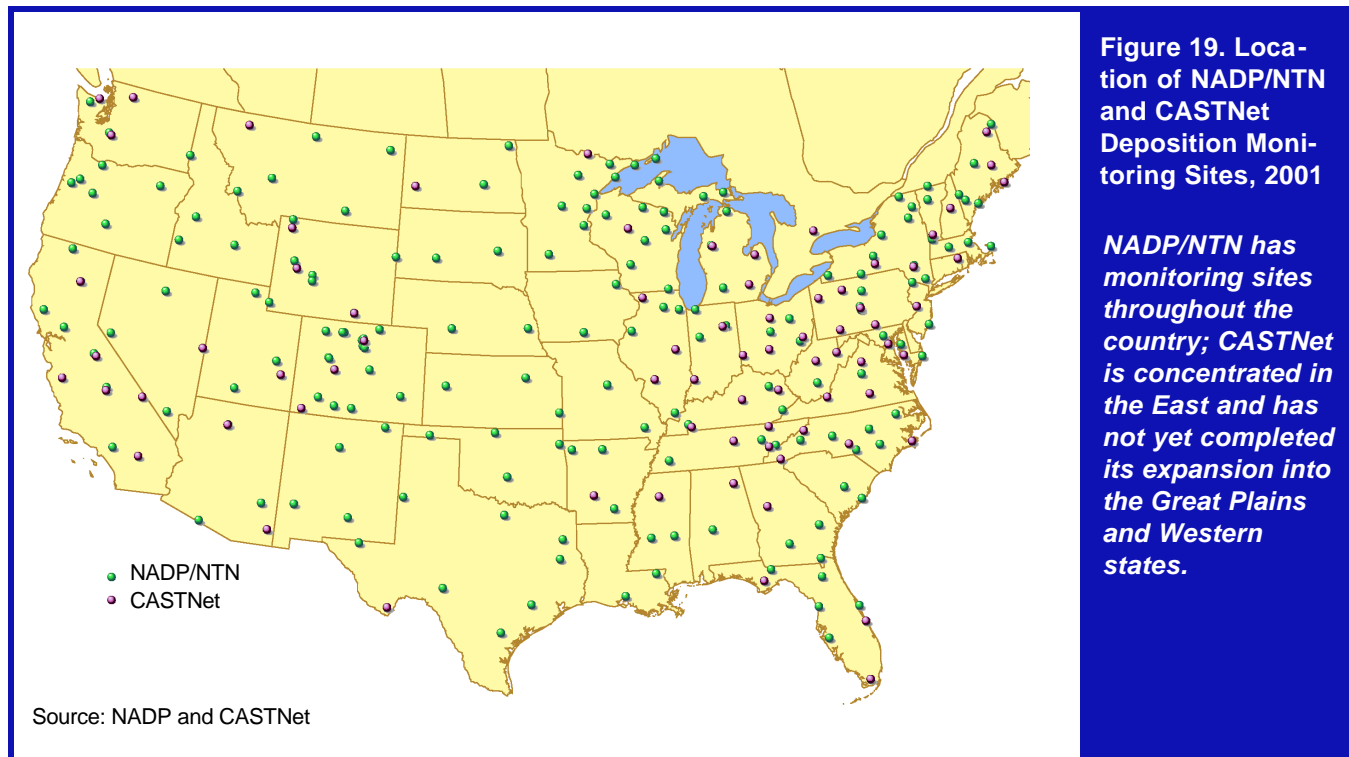 Figure 19. Loca-
tion of NADP/NTN
and CASTNet
Deposition Moni-
toring Sites, 2001
NADP/NTN has
monitoring sites
throughout the
country; CASTNet
is concentrated in
the East and has
not yet completed
its expansion into
the Great Plains
and Western
states.
NADP/NTN
CASTNet
Source: NADP and CASTNet